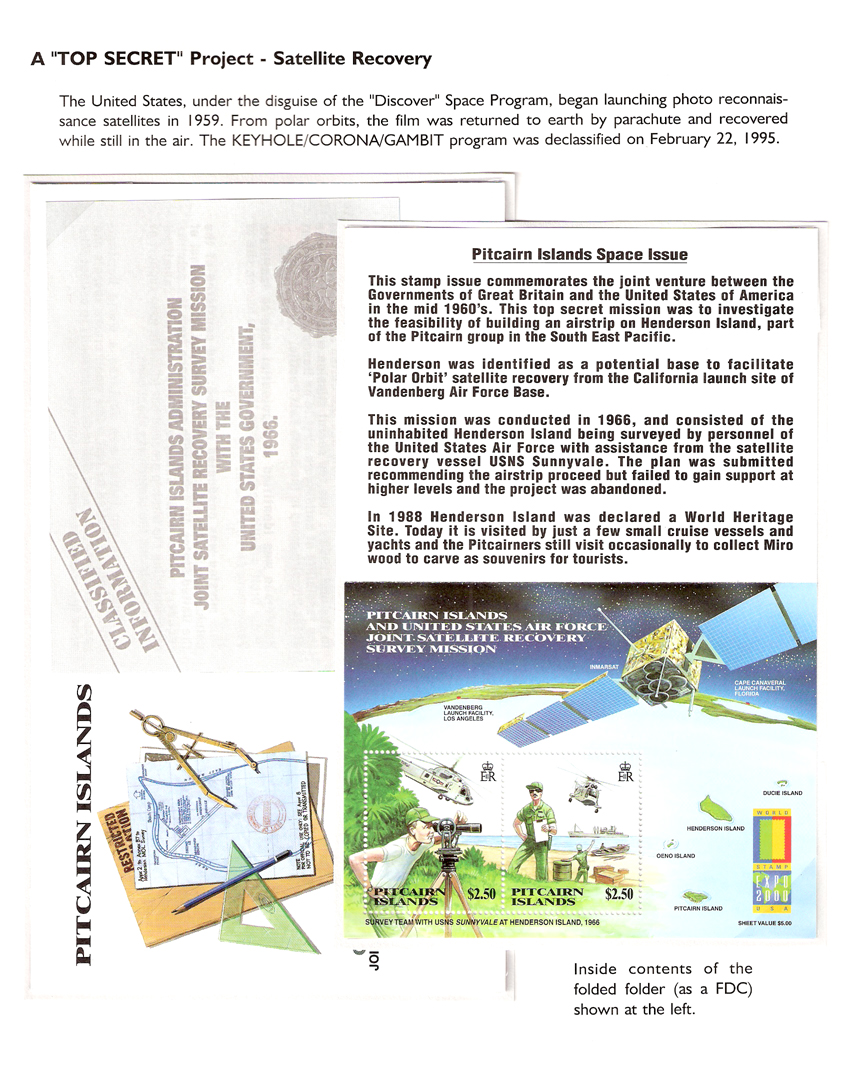 A "TOP SECRET" Project - Satellite Recovery
The United States, under the disguise of the "Discover" Space Program, began launching photo reconnais-
sance satellites in 1959. From polar orbits, the film was returned to earth by parachute and recovered
while still in the air. The KEYHOLE/CORONA/GAMBIT program was declassified on February 22, 1995.
PITCAIRN ISLANDS ADMINISTRATION
JOINT SATELLITE RECOVERY SURVEY MISSION
WITH THE
UNITED STATES GOVERNMENT,
1966.
CLASSIFIED
INFORMATION
PITCAIRN ISLANDS
RESTRICTED
JOI
Pitcairn Islands Space Issue
This stamp issue commemorates the joint venture between the
Governments of Great Britain and the United States of America
in the mid 1960's. This top secret mission was to investigate
the feasibility of building an airstrip on Henderson Island, part
of the Pitcairn group in the South East Pacific.
Henderson was identified as a potential base to facilitate
'Polar Orbit' satellite recovery from the California launch site of
Vandenberg Air Force Base.
This mission was conducted in 1966, and consisted of the
uninhabited Henderson Island being surveyed by personnel of
the United States Air Force with assistance from the satellite
recovery vessel USNS Sunnyvale. The plan was submitted
recommending the airstrip proceed but failed to gain support at
higher levels and the project was abandoned.
In 1988 Henderson Island was declared a World Heritage
Site. Today it is visited by just a few small cruise vessels and
yachts and the Pitcairners still visit occasionally to collect Miro
wood to carve as souvenirs for tourists.
PITCAIRN ISLANDS
AND UNITED STATES AIR FORCE
JOINT SATELLITE RECOVERY
SURVEY MISSION
INMARSAT
CAPE CANAVERAL
LAUNCH FACILITY,
FLORIDA
VANDENBERG
LAUNCH FACILITY,
LOS ANGELES
EIIR
EIIR
PITCAIRN
ISLANDS
$2.50
PITCAIRN
ISLANDS
$2.50
DUCIE ISLAND
HENDERSON ISLAND
OENO ISLAND
PITCAIRN ISLAND
WORLD
STAMP
EXPO
2000
USA
SURVEY TEAM WITH USNS SUNNYVALE AT HENDERSON ISLAND, 1966
SHEET VALUE $5.00
Inside contents of the
folded folder (as a FDC)
shown at the left.